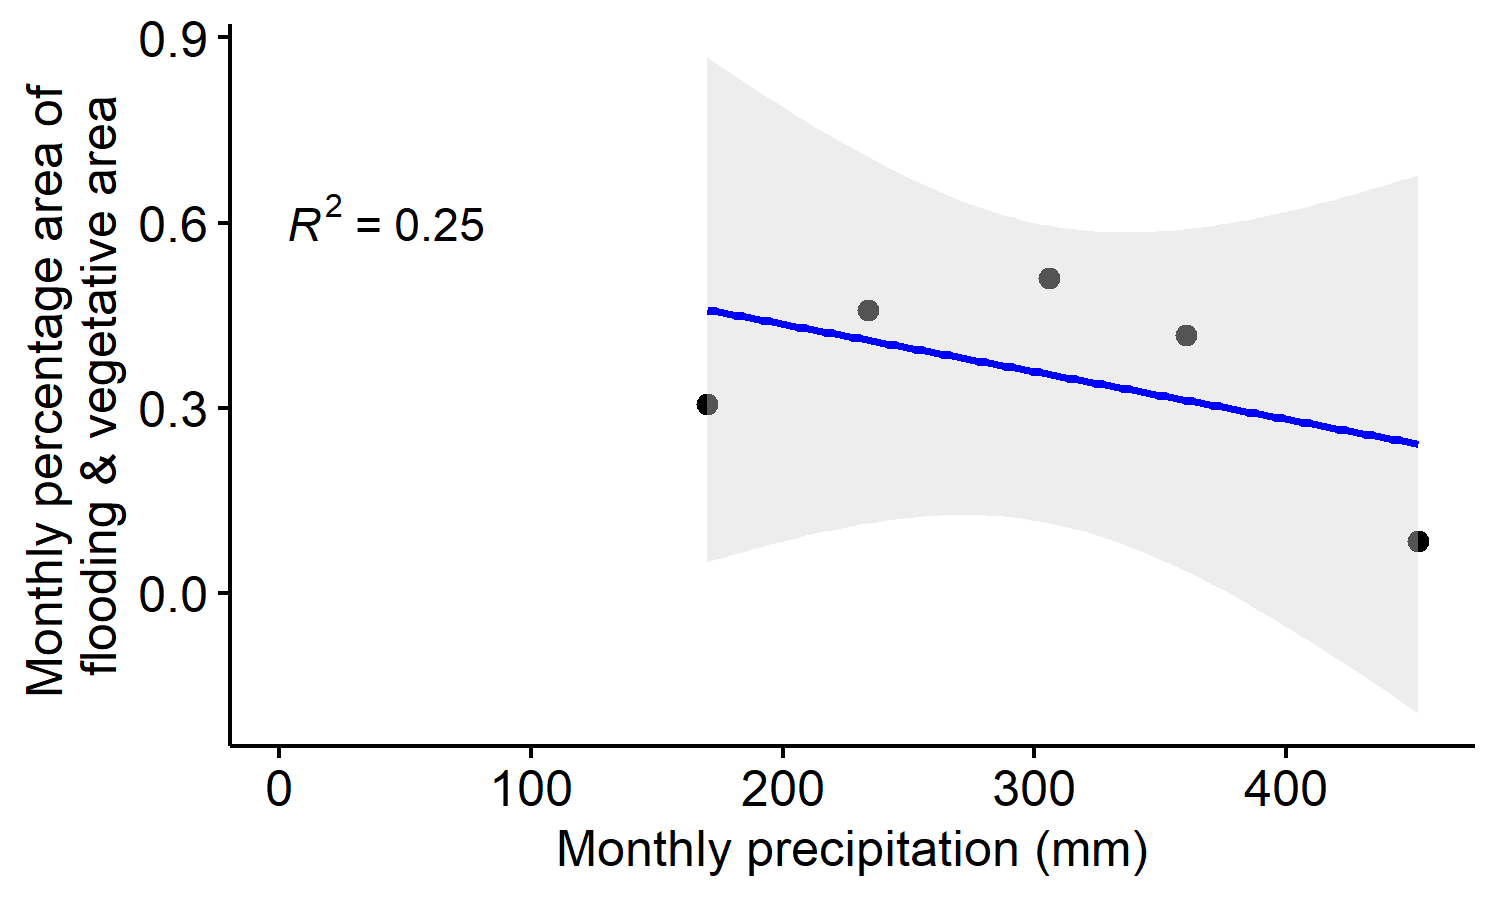 Monthly percentage area of
flooding & vegetative area
0.9
0.6
0.3
0.0
R² = 0.25
0 100 200 300 400
Monthly precipitation (mm)